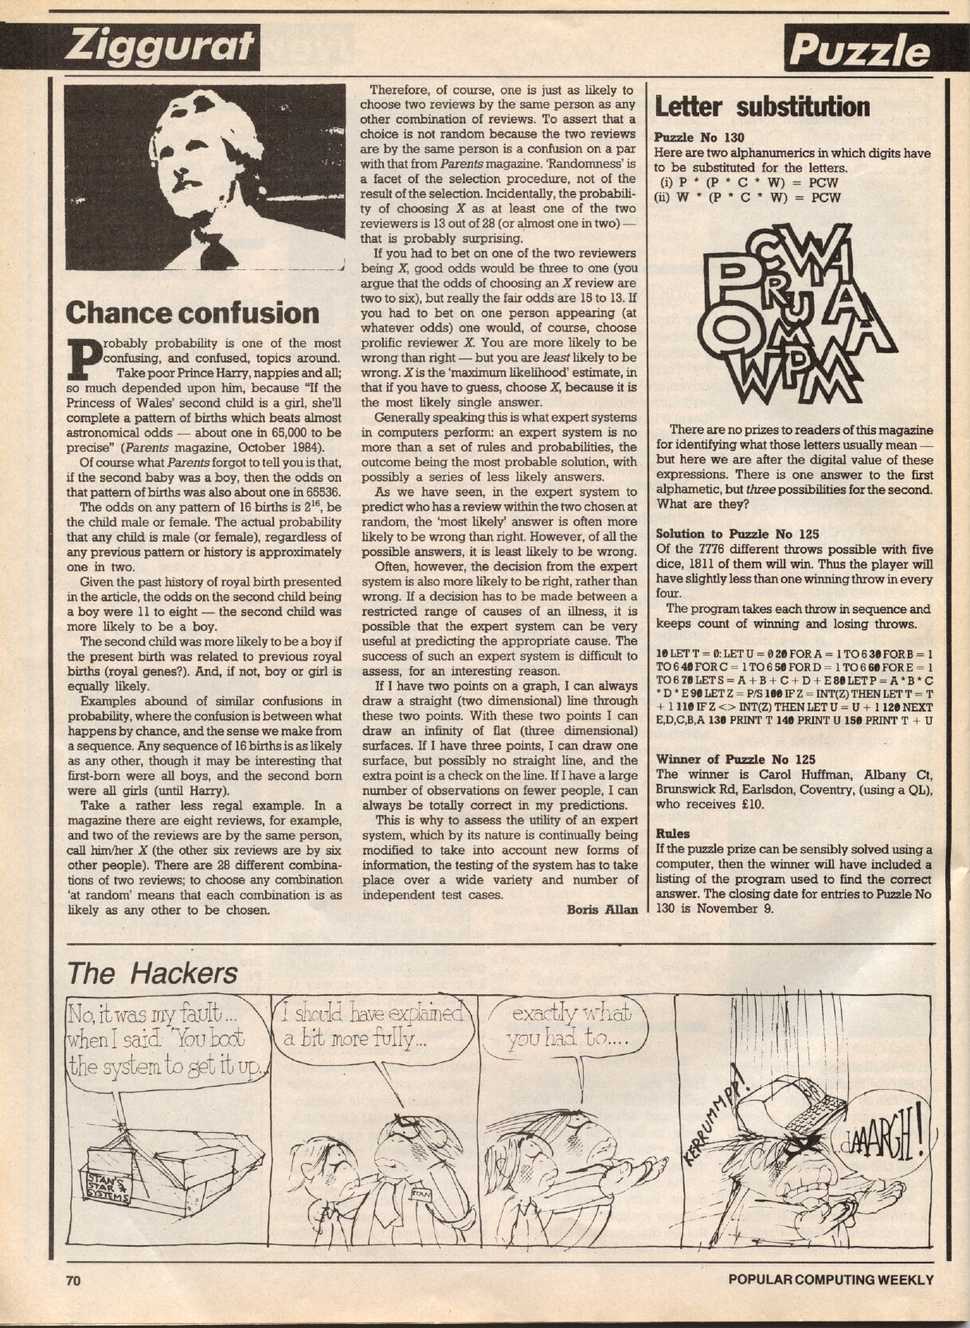 Ziggurat
Puzzle
Chance confusion
Probably probability is one of the most
confusing, and confused, topics around.
Take poor Prince Harry, nappies and all;
so much depended upon him, because "If the
Princess of Wales' second child is a girl, she'll
complete a pattern of births which beats almost
astronomical odds — about one in 65,000 to be
precise" (Parents magazine, October 1984).
Of course what Parents forgot to tell you is that,
if the second baby was a boy, then the odds on
that pattern of births was also about one in 65536.
The odds on any pattern of 16 births is 2¹⁶, be
the child male or female. The actual probability
that any child is male (or female), regardless of
any previous pattern or history is approximately
one in two.
Given the past history of royal birth presented
in the article, the odds on the second child being
a boy were 11 to eight — the second child was
more likely to be a boy.
The second child was more likely to be a boy if
the present birth was related to previous royal
births (royal genes?). And, if not, boy or girl is
equally likely.
Examples abound of similar confusions in
probability, where the confusion is between what
happens by chance, and the sense we make from
a sequence. Any sequence of 16 births is as likely
as any other, though it may be interesting that
first-born were all boys, and the second born
were all girls (until Harry).
Take a rather less regal example. In a
magazine there are eight reviews, for example,
and two of the reviews are by the same person,
call him/her X (the other six reviews are by six
other people). There are 28 different combina-
tions of two reviews; to choose any combination
'at random' means that each combination is as
likely as any other to be chosen.
Therefore, of course, one is just as likely to
choose two reviews by the same person as any
other combination of reviews. To assert that a
choice is not random because the two reviews
are by the same person is a confusion on a par
with that from Parents magazine. 'Randomness' is
a facet of the selection procedure, not of the
result of the selection. Incidentally, the probabili-
ty of choosing X as at least one of the two
reviewers is 13 out of 28 (or almost one in two) —
that is probably surprising.
If you had to bet on one of the two reviewers
being X, good odds would be three to one (you
argue that the odds of choosing an X review are
two to six), but really the fair odds are 15 to 13. If
you had to bet on one person appearing (at
whatever odds) one would, of course, choose
prolific reviewer X. You are more likely to be
wrong than right — but you are least likely to be
wrong. X is the 'maximum likelihood' estimate, in
that if you have to guess, choose X, because it is
the most likely single answer.
Generally speaking this is what expert systems
in computers perform: an expert system is no
more than a set of rules and probabilities, the
outcome being the most probable solution, with
possibly a series of less likely answers.
As we have seen, in the expert system to
predict who has a review within the two chosen at
random, the 'most likely' answer is often more
likely to be wrong than right. However, of all the
possible answers, it is least likely to be wrong.
Often, however, the decision from the expert
system is also more likely to be right, rather than
wrong. If a decision has to be made between a
restricted range of causes of an illness, it is
possible that the expert system can be very
useful at predicting the appropriate cause. The
success of such an expert system is difficult to
assess, for an interesting reason.
If I have two points on a graph, I can always
draw a straight (two dimensional) line through
these two points. With these two points I can
draw an infinity of flat (three dimensional)
surfaces. If I have three points, I can draw one
surface, but possibly no straight line, and the
extra point is a check on the line. If I have a large
number of observations on fewer people, I can
always be totally correct in my predictions.
This is why to assess the utility of an expert
system, which by its nature is continually being
modified to take into account new forms of
information, the testing of the system has to take
place over a wide variety and number of
independent test cases.
Boris Allan
Letter substitution
Puzzle No 130
Here are two alphanumerics in which digits have
to be substituted for the letters.
(i) P * (P * C * W) = PCW
(ii) W * (P * C * W) = PCW
There are no prizes to readers of this magazine
for identifying what those letters usually mean —
but here we are after the digital value of these
expressions. There is one answer to the first
alphametic, but three possibilities for the second.
What are they?
Solution to Puzzle No 125
Of the 7776 different throws possible with five
dice, 1811 of them will win. Thus the player will
have slightly less than one winning throw in every
four.
The program takes each throw in sequence and
keeps count of winning and losing throws.
10 LET T = 0: LET U = 0 20 FOR A = 1 TO 6 30 FOR B = 1
TO 6 40 FOR C = 1 TO 6 50 FOR D = 1 TO 6 60 FOR E = 1
TO 6 70 LET S = A + B + C + D + E 80 LET P = A * B * C
* D * E 90 LET Z = P/S 100 IF Z = INT(Z) THEN LET T = T
+ 1 110 IF Z <> INT(Z) THEN LET U = U + 1 120 NEXT
E,D,C,B,A 130 PRINT T 140 PRINT U 150 PRINT T + U
Winner of Puzzle No 125
The winner is Carol Huffman, Albany Ct,
Brunswick Rd, Earlsdon, Coventry, (using a QL),
who receives £10.
Rules
If the puzzle prize can be sensibly solved using a
computer, then the winner will have included a
listing of the program used to find the correct
answer. The closing date for entries to Puzzle No
130 is November 9.
The Hackers
No, it was my fault...
when I said "You boot
the system to get it up...
STAN'S
STAR
SYSTEMS
I should have explained
a bit more fully...
STAN
exactly what
you had to....
KERRUMMPP!
AAARGH!
70
POPULAR COMPUTING WEEKLY